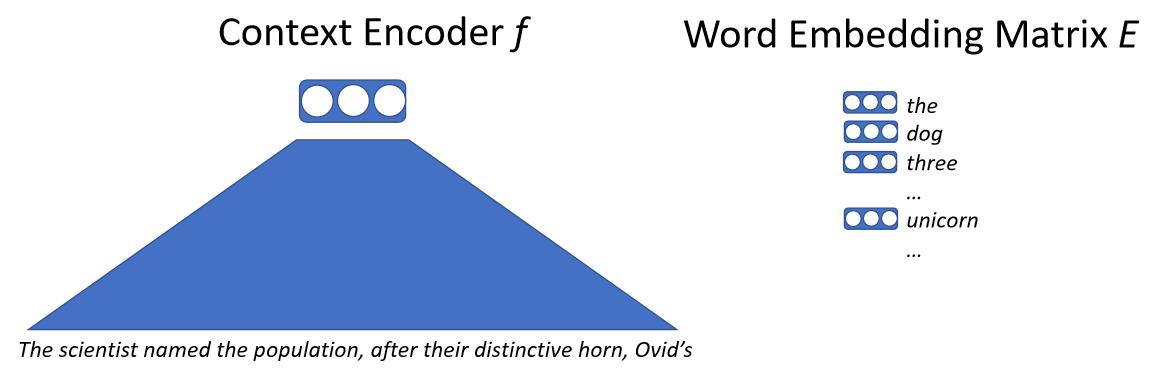 Context Encoder f
Word Embedding Matrix E
the
dog
three
...
unicorn
...
The scientist named the population, after their distinctive horn, Ovid's